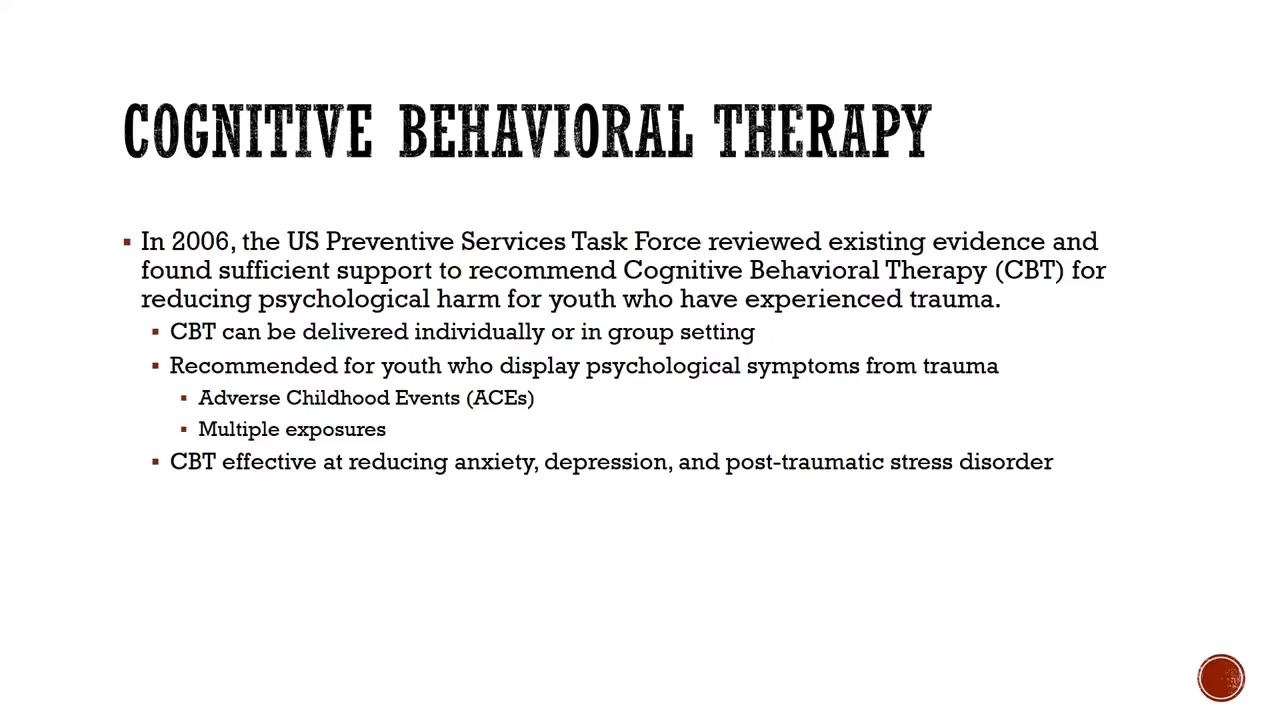 COGNITIVE BEHAVIORAL THERAPY
▪ In 2006, the US Preventive Services Task Force reviewed existing evidence and
found sufficient support to recommend Cognitive Behavioral Therapy (CBT) for
reducing psychological harm for youth who have experienced trauma.
▪ CBT can be delivered individually or in group setting
▪ Recommended for youth who display psychological symptoms from trauma
▪ Adverse Childhood Events (ACEs)
▪ Multiple exposures
▪ CBT effective at reducing anxiety, depression, and post-traumatic stress disorder